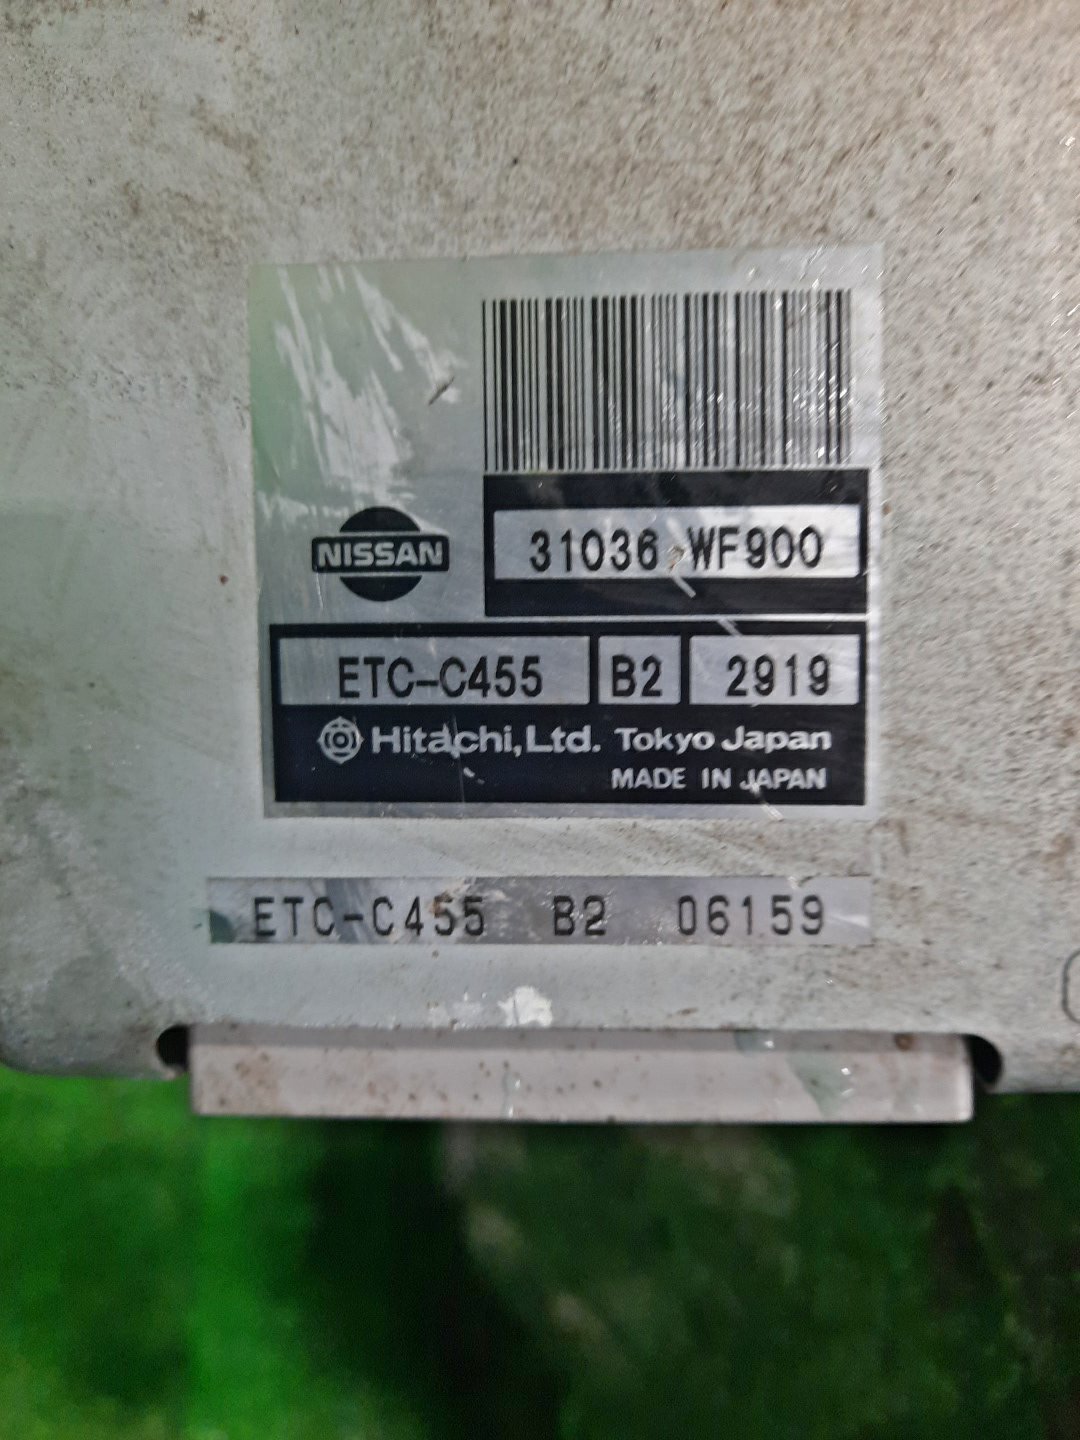 NISSAN
31036 WF900
ETC-C455 B2 2919
Hitachi, Ltd. Tokyo Japan
MADE IN JAPAN
ETC-C455 B2 06159